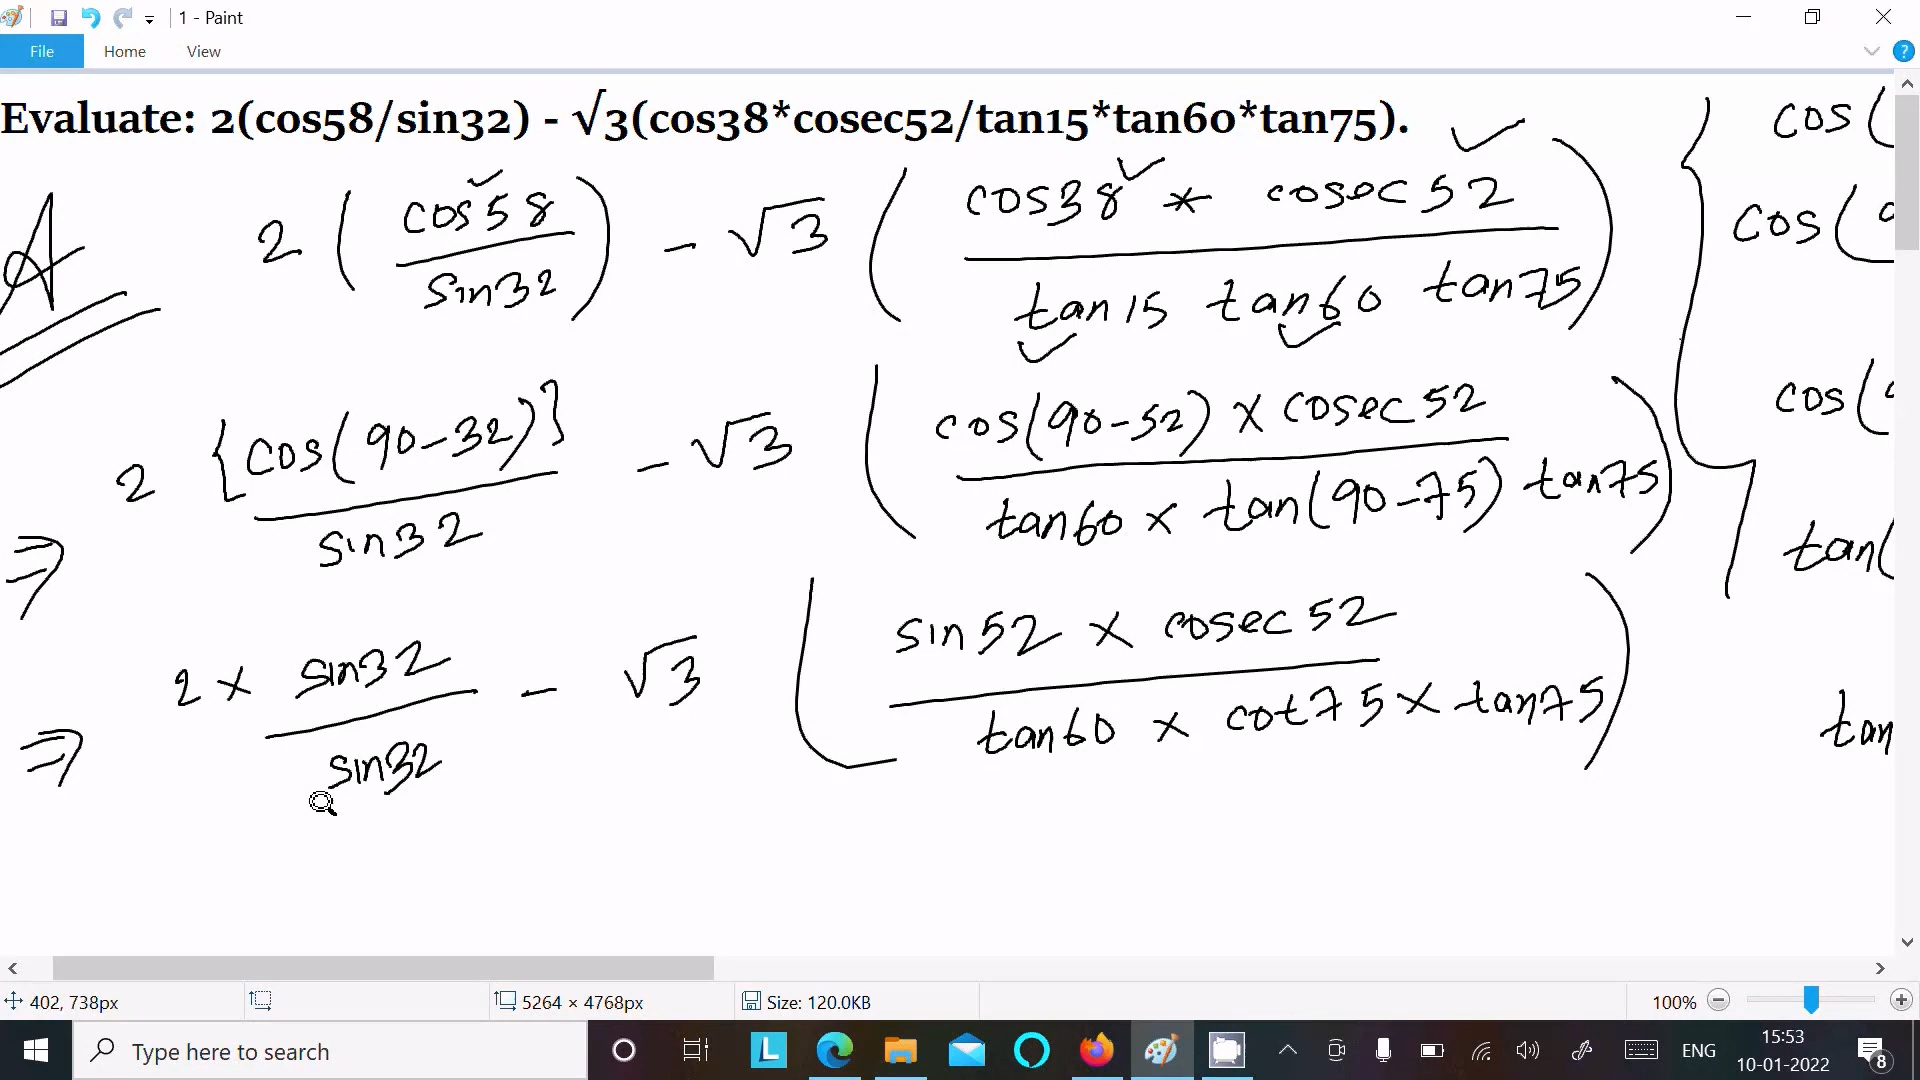 1 - Paint
File Home View
Evaluate: 2(cos58/sin32) - √3(cos38*cosec52/tan15*tan60*tan75).
A
2 (cos58 / sin32) - √3 (cos38 * cosec 52 / tan15 tan60 tan75)
⇒ 2 {cos(90-32)} / sin32 - √3 (cos(90-52) × cosec52 / tan60 × tan(90-75) tan75)
⇒ 2 × sin32 / sin32 - √3 (sin52 × cosec52 / tan60 × cot75 × tan75)
cos(
cos(
cos(
tan(
tan
402, 738px
5264 × 4768px
Size: 120.0KB
100%
Type here to search
L
ENG
15:53
10-01-2022
8